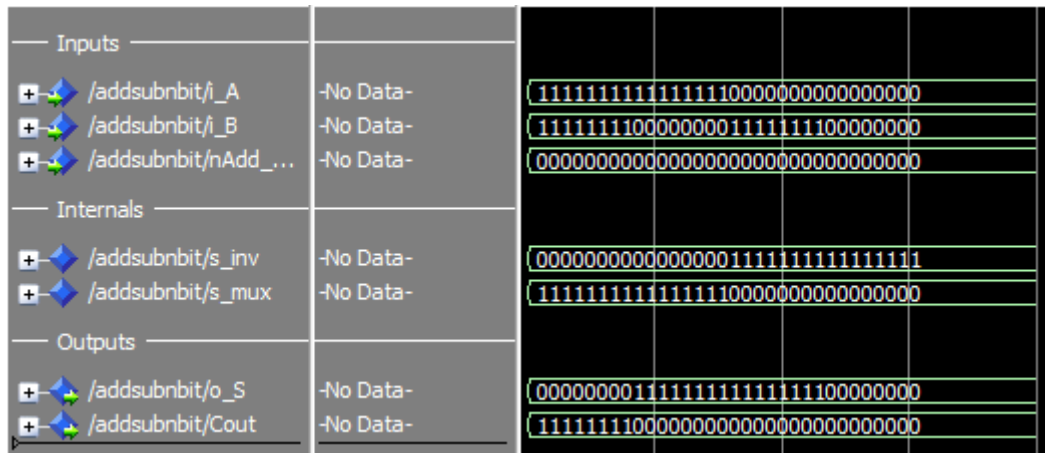 Inputs
/addsubnbit/i_A -No Data- 11111111111111110000000000000000
/addsubnbit/i_B -No Data- 11111111000000001111111100000000
/addsubnbit/nAdd_... -No Data- 00000000000000000000000000000000
Internals
/addsubnbit/s_inv -No Data- 00000000000000001111111111111111
/addsubnbit/s_mux -No Data- 11111111111111110000000000000000
Outputs
/addsubnbit/o_S -No Data- 00000000111111111111111100000000
/addsubnbit/Cout -No Data- 11111111000000000000000000000000